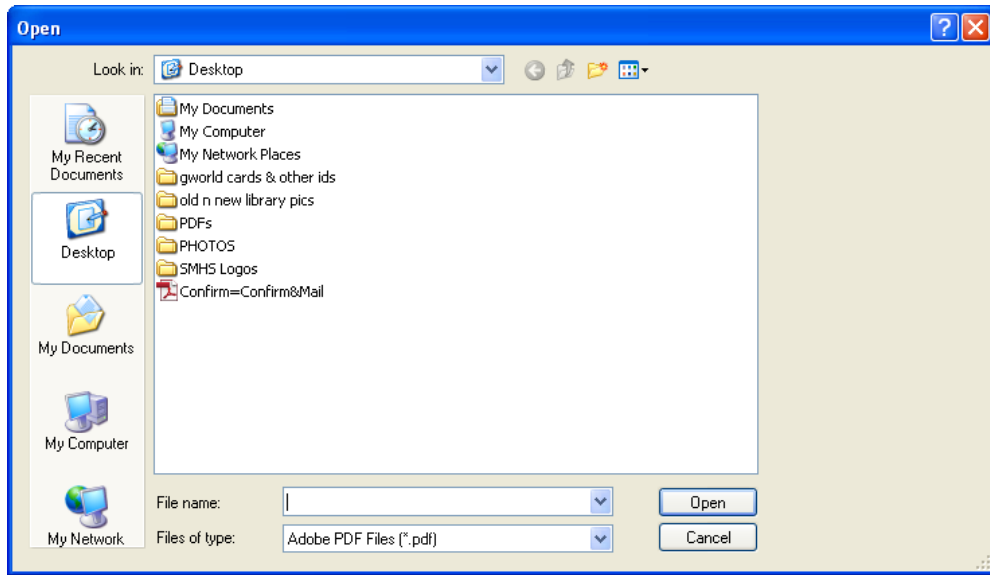 Open
Look in:
Desktop
My Recent
Documents
Desktop
My Documents
My Computer
My Network
My Documents
My Computer
My Network Places
gworld cards & other ids
old n new library pics
PDFs
PHOTOS
SMHS Logos
Confirm=Confirm&Mail
File name:
Open
Files of type:
Adobe PDF Files (*.pdf)
Cancel